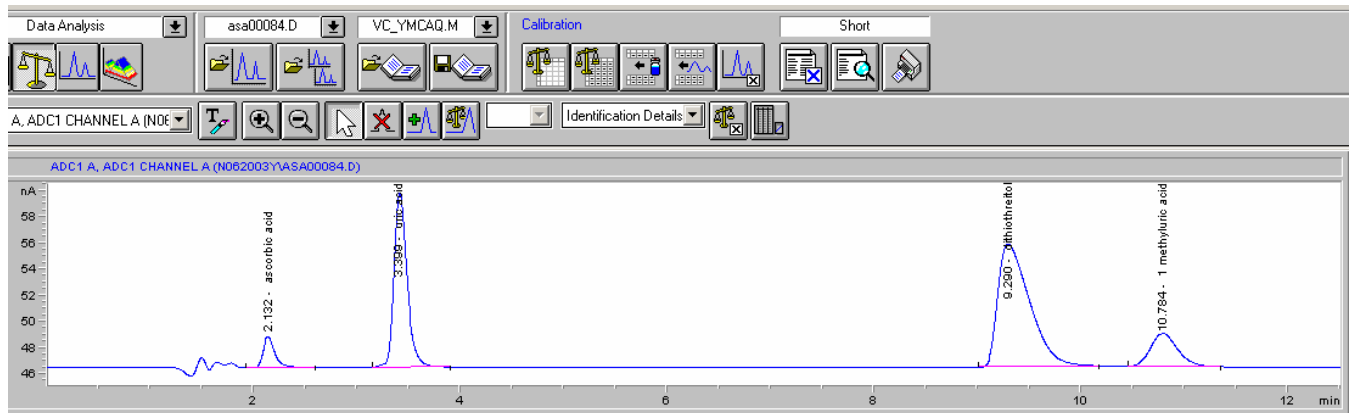 Data Analysis asa00084.D VC_YMCAQ.M Calibration Short
A, ADC1 CHANNEL A (N06 Identification Details
ADC1 A, ADC1 CHANNEL A (N062003Y\ASA00084.D)
nA
58
56
54
52
50
48
46
2.132 - ascorbic acid
3.399 - uric acid
9.290 - dithiothreitol
10.784 - 1 methyluric acid
2 4 6 8 10 12 min